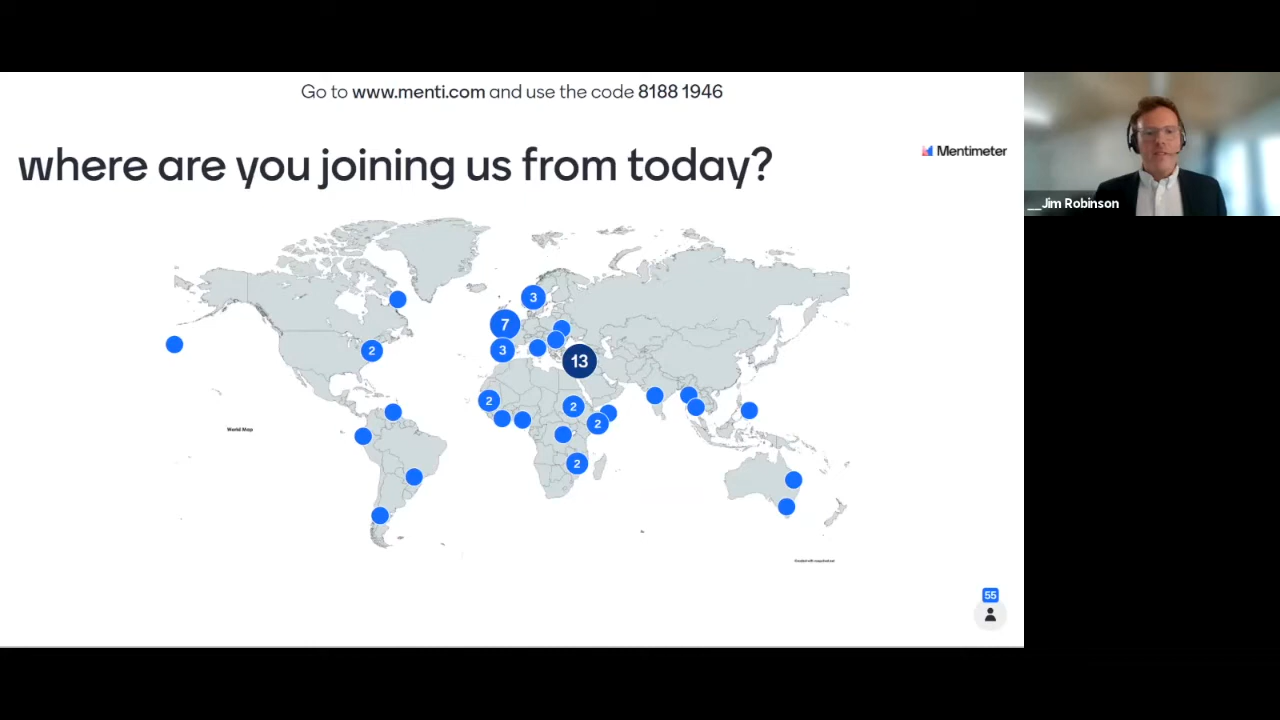 Go to www.menti.com and use the code 8188 1946
where are you joining us from today?
Mentimeter
__Jim Robinson
3
7
3
13
2
2
2
2
2
World Map
55